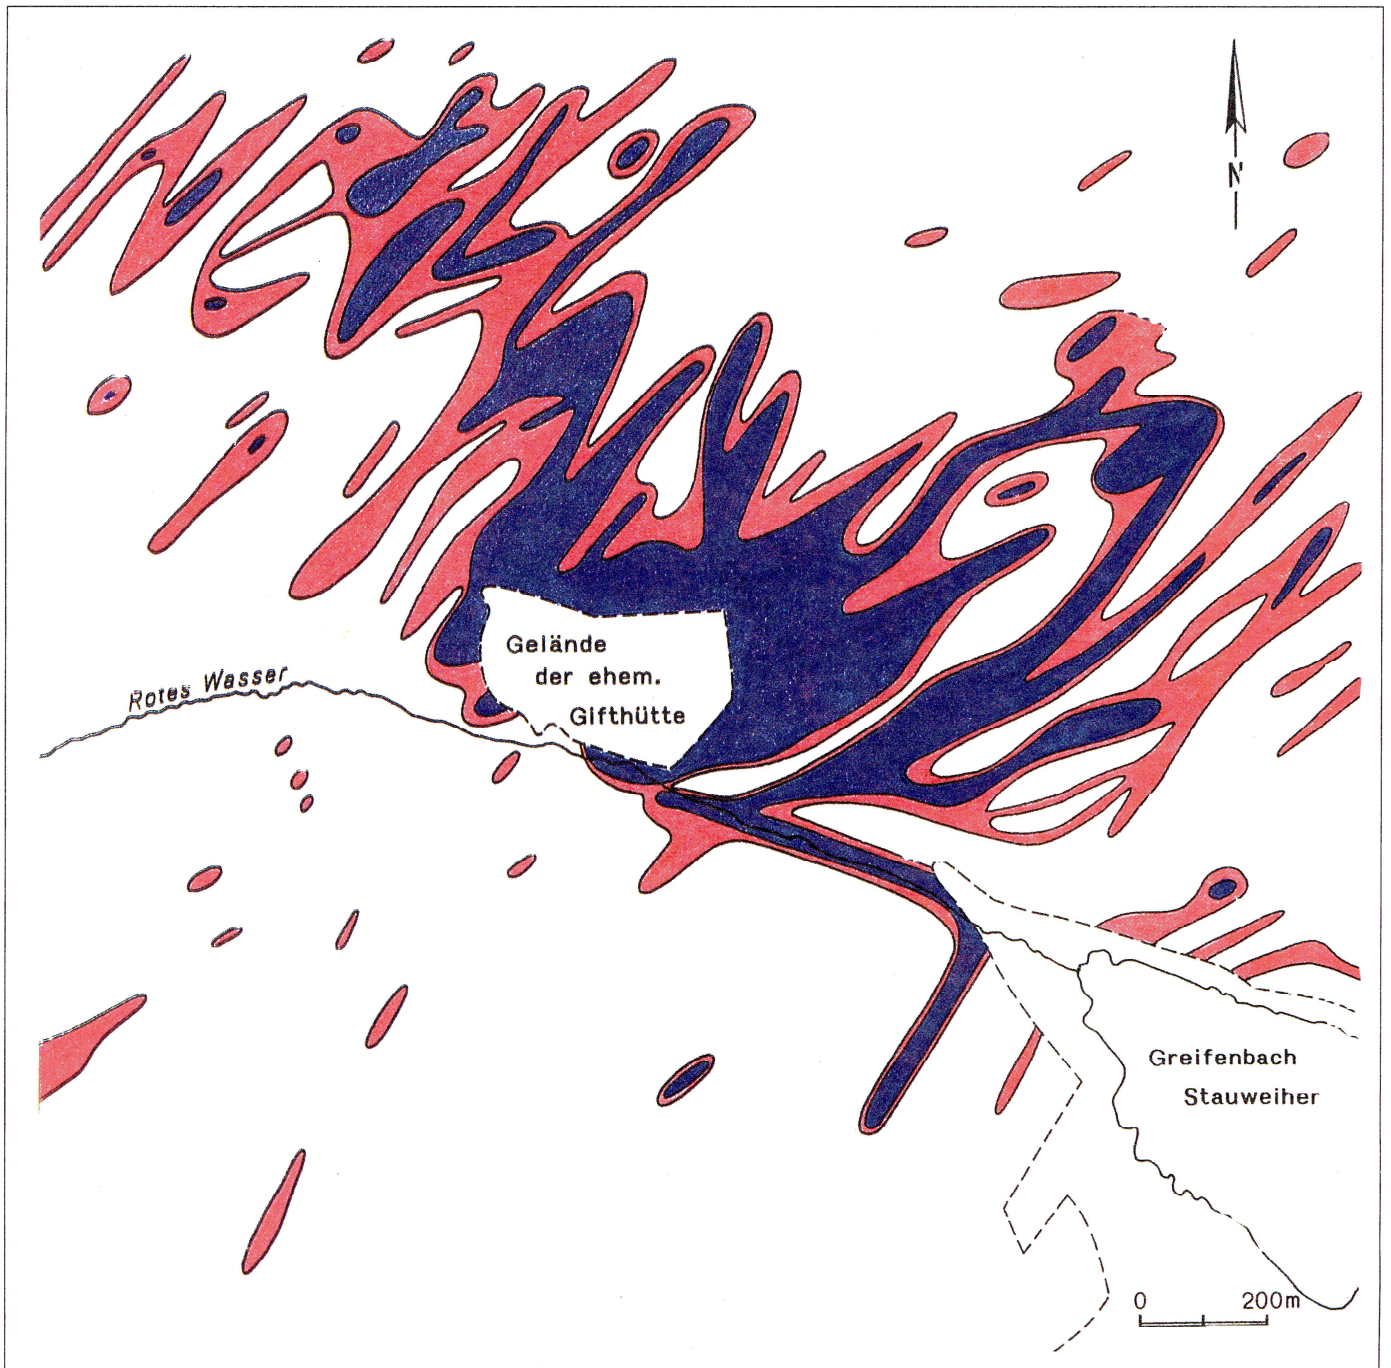 N
Gelände
der ehem.
Gifthütte
Rotes Wasser
Greifenbach
Stauweiher
0 200m